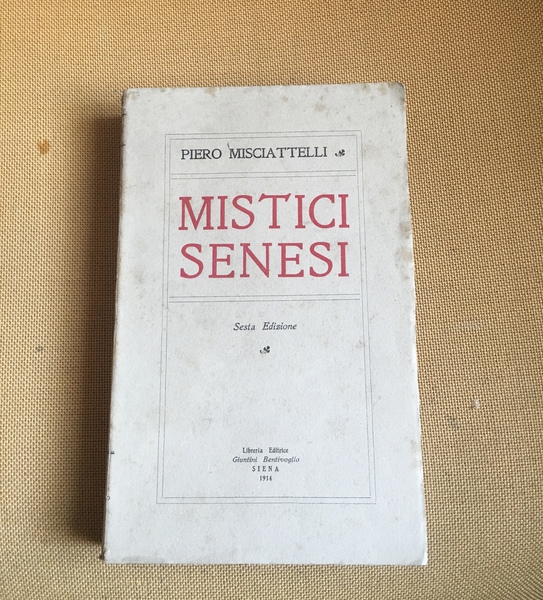 PIERO MISCIATTELLI
MISTICI
SENESI
Sesta Edizione
Libreria Editrice
Giuntini Bentivoglio
SIENA
1914